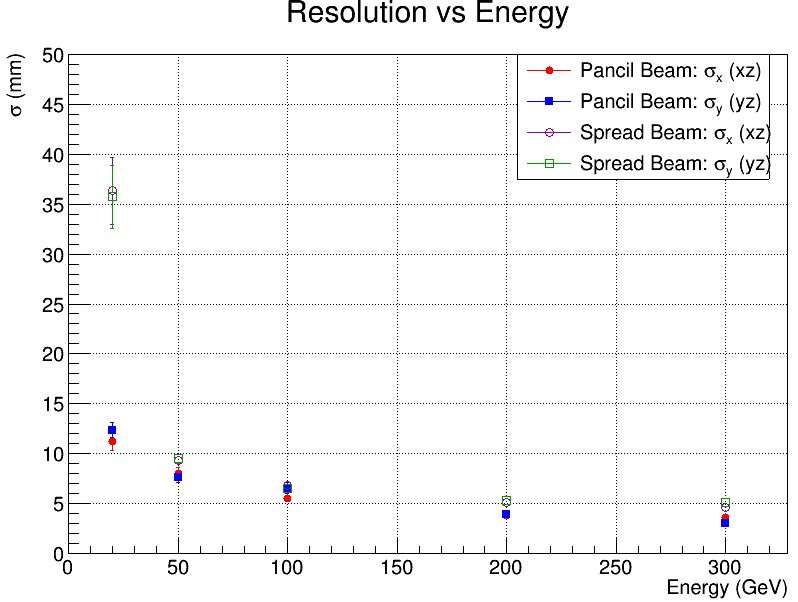 Resolution vs Energy
σ (mm)
50
45
40
35
30
25
20
15
10
5
0
Pancil Beam: σx (xz)
Pancil Beam: σy (yz)
Spread Beam: σx (xz)
Spread Beam: σy (yz)
0 50 100 150 200 250 300
Energy (GeV)